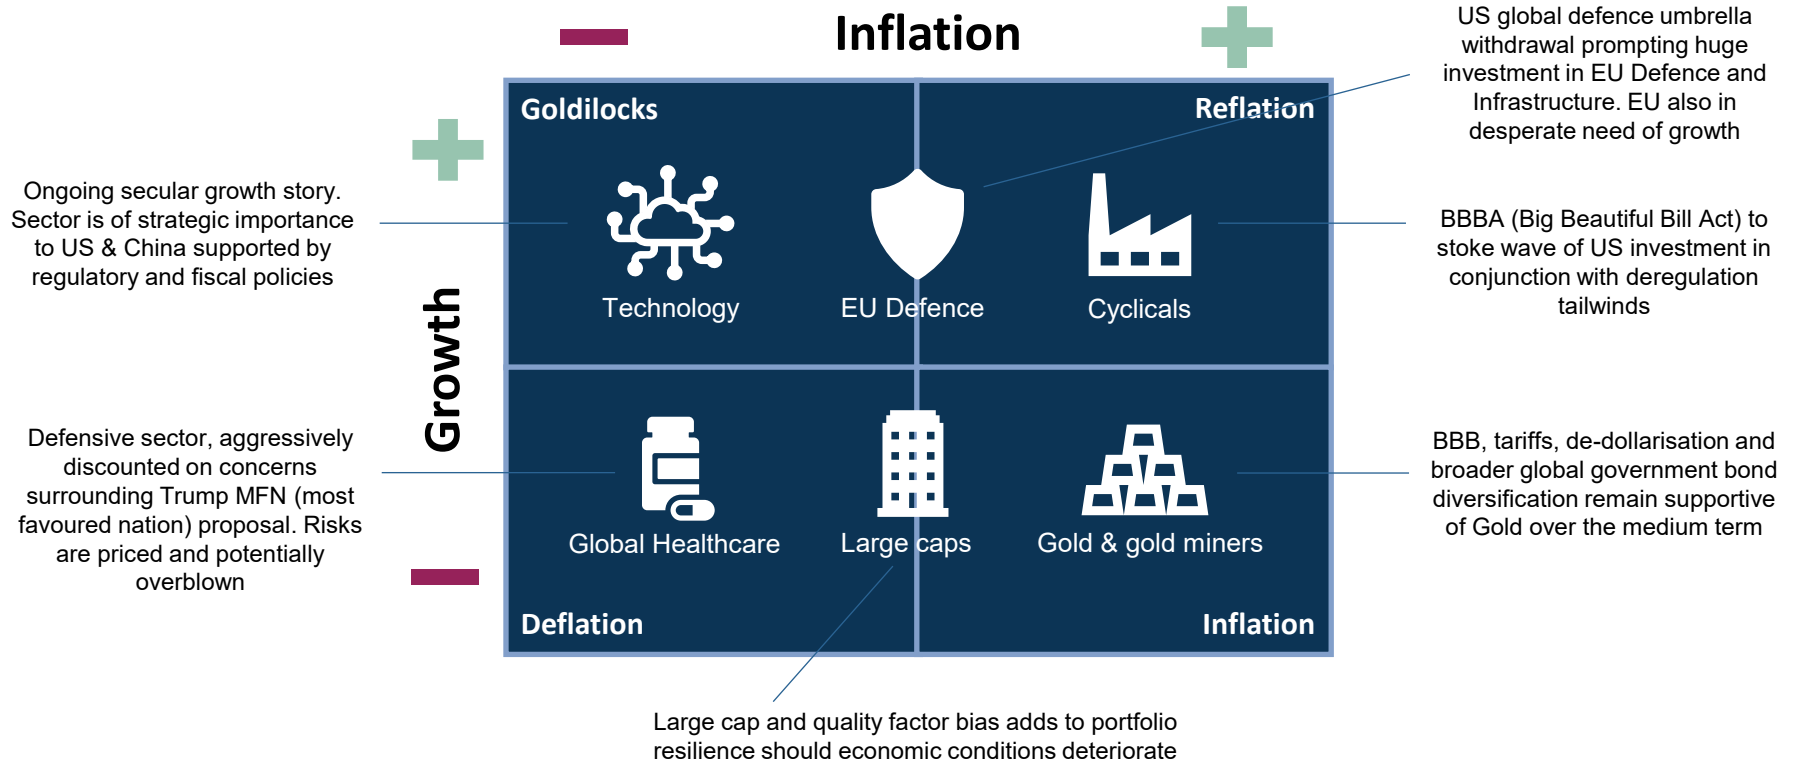 Inflation
US global defence umbrella
withdrawal prompting huge
investment in EU Defence and
Infrastructure. EU also in
desperate need of growth
Goldilocks
Reflation
Ongoing secular growth story.
Sector is of strategic importance
to US & China supported by
regulatory and fiscal policies
Technology
EU Defence
Cyclicals
BBBA (Big Beautiful Bill Act) to
stoke wave of US investment in
conjunction with deregulation
tailwinds
Growth
Defensive sector, aggressively
discounted on concerns
surrounding Trump MFN (most
favoured nation) proposal. Risks
are priced and potentially
overblown
Global Healthcare
Large caps
Gold & gold miners
BBB, tariffs, de-dollarisation and
broader global government bond
diversification remain supportive
of Gold over the medium term
Deflation
Inflation
Large cap and quality factor bias adds to portfolio
resilience should economic conditions deteriorate